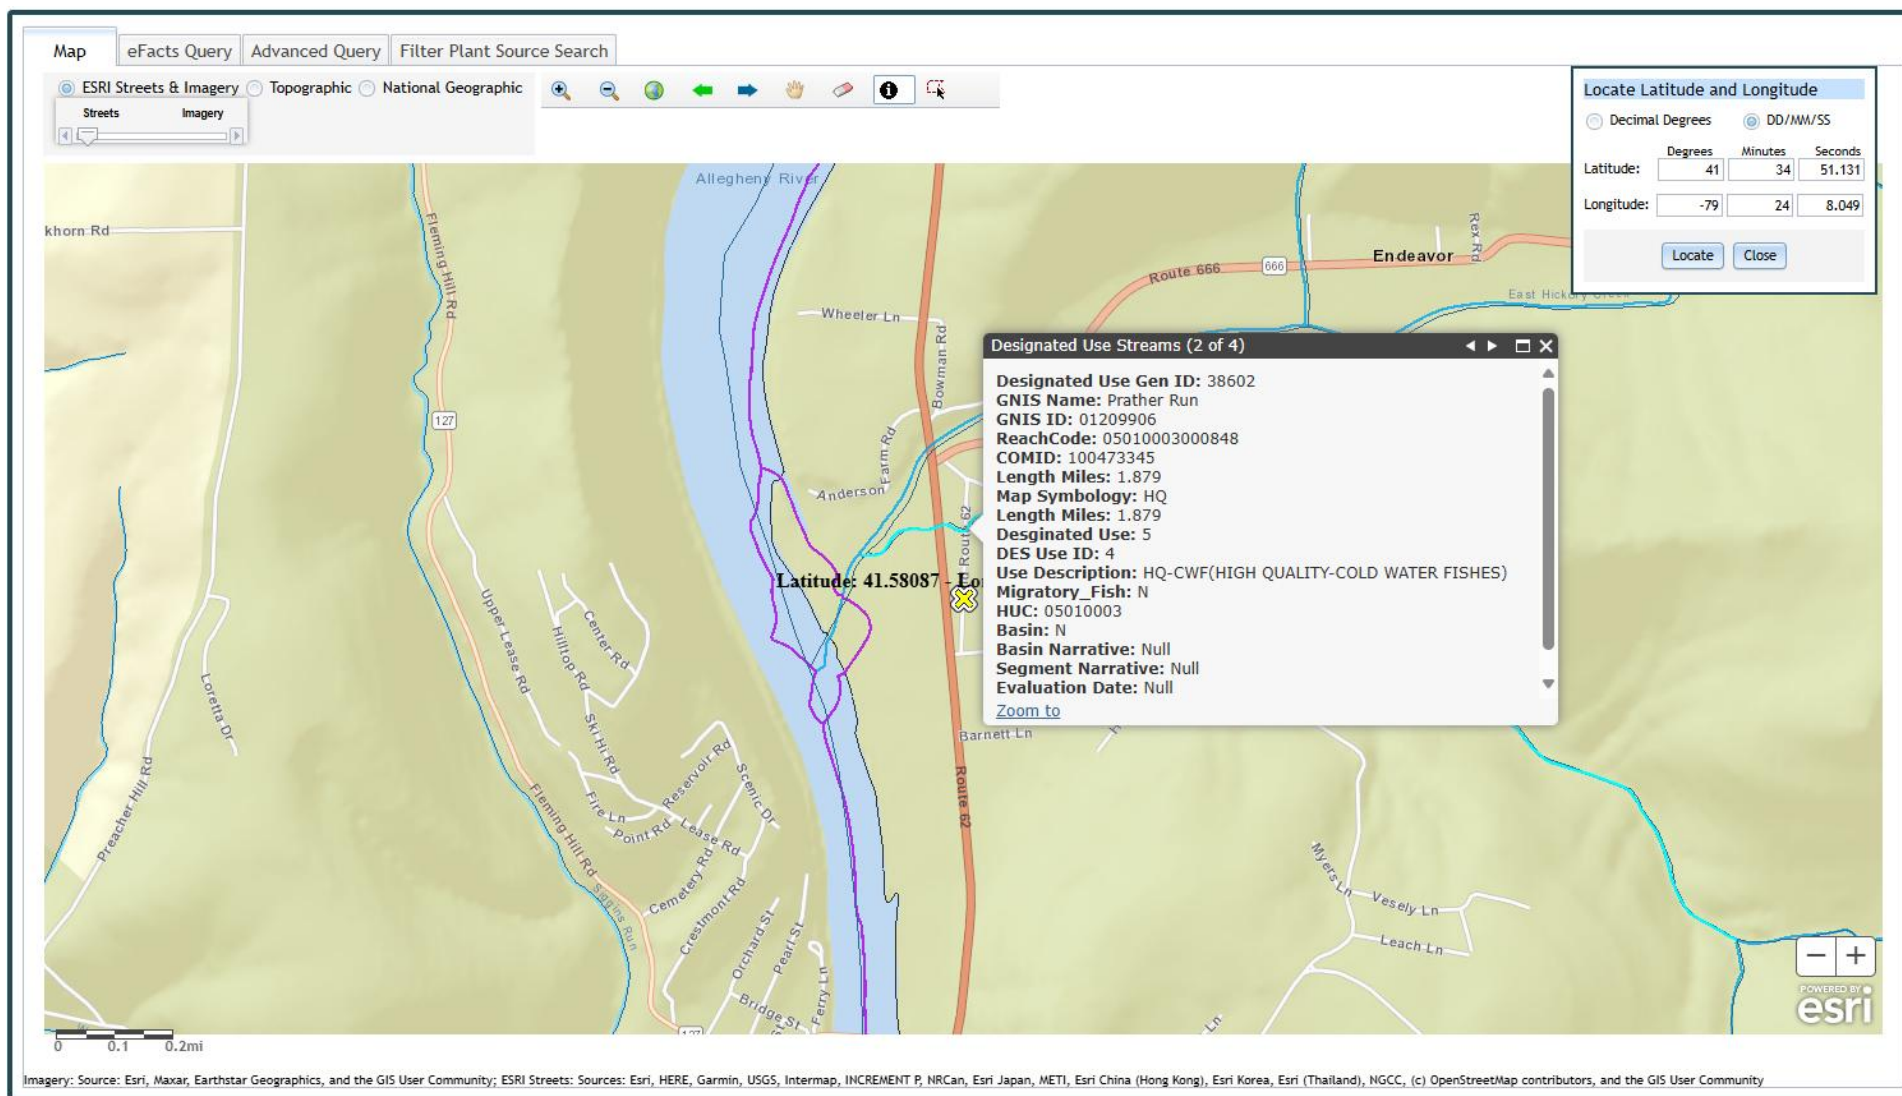 Map
eFacts Query
Advanced Query
Filter Plant Source Search
ESRI Streets & Imagery
Topographic
National Geographic
Streets
Imagery
Locate Latitude and Longitude
Decimal Degrees
DD/MM/SS
Degrees Minutes Seconds
Latitude: 41 34 51.131
Longitude: -79 24 8.049
Locate
Close
Allegheny River
khorn Rd
Fleming Hill Rd
Rex Rd
Endeavor
Route 666
666
East Hickory Creek
Wheeler Ln
Bowman Rd
127
Farm Rd
Anderson
Route 62
Latitude: 41.58087 - Lo
Designated Use Streams (2 of 4)
Designated Use Gen ID: 38602
GNIS Name: Prather Run
GNIS ID: 01209906
ReachCode: 05010003000848
COMID: 100473345
Length Miles: 1.879
Map Symbology: HQ
Length Miles: 1.879
Desginated Use: 5
DES Use ID: 4
Use Description: HQ-CWF(HIGH QUALITY-COLD WATER FISHES)
Migratory_Fish: N
HUC: 05010003
Basin: N
Basin Narrative: Null
Segment Narrative: Null
Evaluation Date: Null
Zoom to
Upper Lease Rd
Hilltop Rd
Center Rd
Loretta Dr
Ski Hi Rd
Barnett Ln
Reservoir Rd
Scenic Dr
Route 62
Preacher Hill Rd
Fire Ln
Point Rd
Lease Rd
Fleming Hill Rd
Siggins Run
Cemetery Rd
Crestmont Rd
Orchard St
Pearl St
Ferry Ln
Bridge St
Myers Ln
Vesely Ln
Leach Ln
Ln
127
POWERED BY
esri
0 0.1 0.2mi
Imagery: Source: Esri, Maxar, Earthstar Geographics, and the GIS User Community; ESRI Streets: Sources: Esri, HERE, Garmin, USGS, Intermap, INCREMENT P, NRCan, Esri Japan, METI, Esri China (Hong Kong), Esri Korea, Esri (Thailand), NGCC, (c) OpenStreetMap contributors, and the GIS User Community